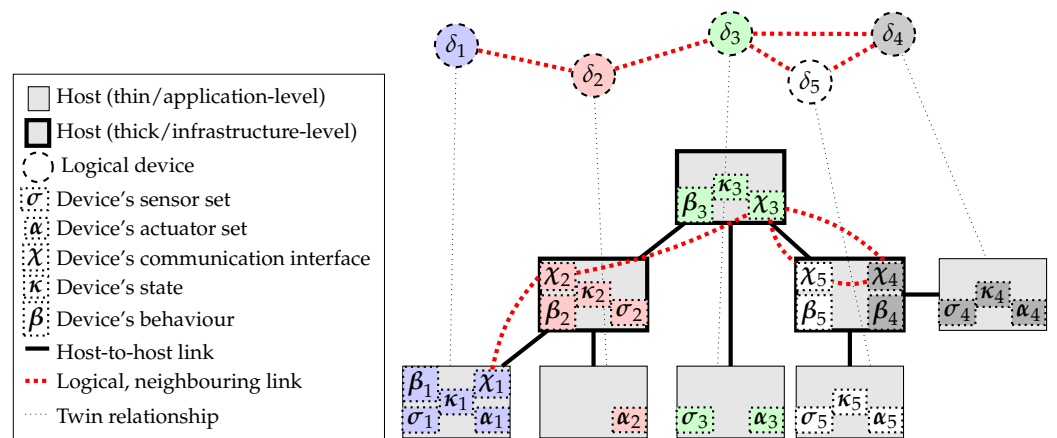 δ1
δ2
δ3
δ4
δ5
Host (thin/application-level)
Host (thick/infrastructure-level)
Logical device
σ Device's sensor set
α Device's actuator set
χ Device's communication interface
κ Device's state
β Device's behaviour
Host-to-host link
Logical, neighbouring link
Twin relationship
κ3
β3 χ3
χ2
κ2
β2 σ2
χ5 χ4
β5 β4
κ4
σ4 α4
β1 χ1
κ1
σ1 α1
α2
σ3 α3
κ5
σ5 α5